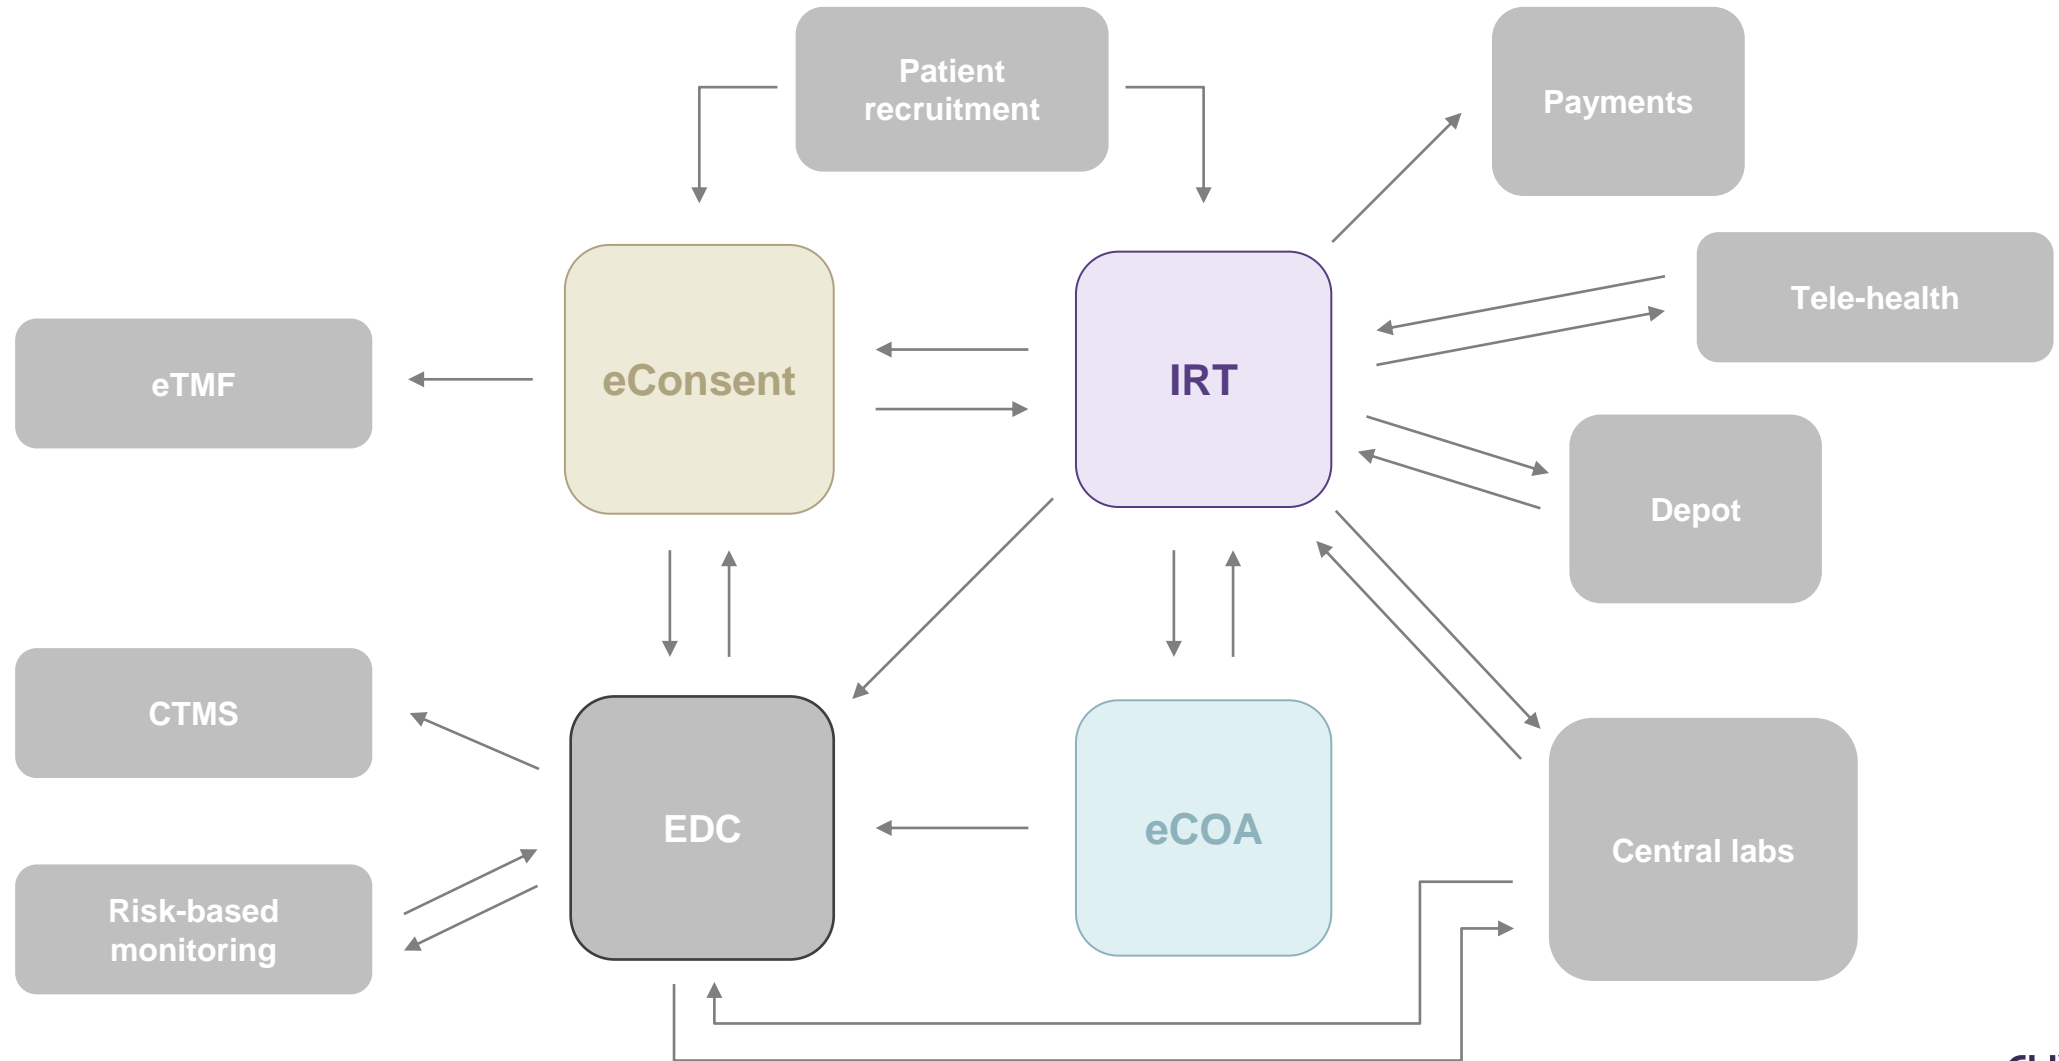 Patient
recruitment
Payments
Tele-health
eTMF
eConsent
IRT
Depot
CTMS
EDC
eCOA
Central labs
Risk-based
monitoring